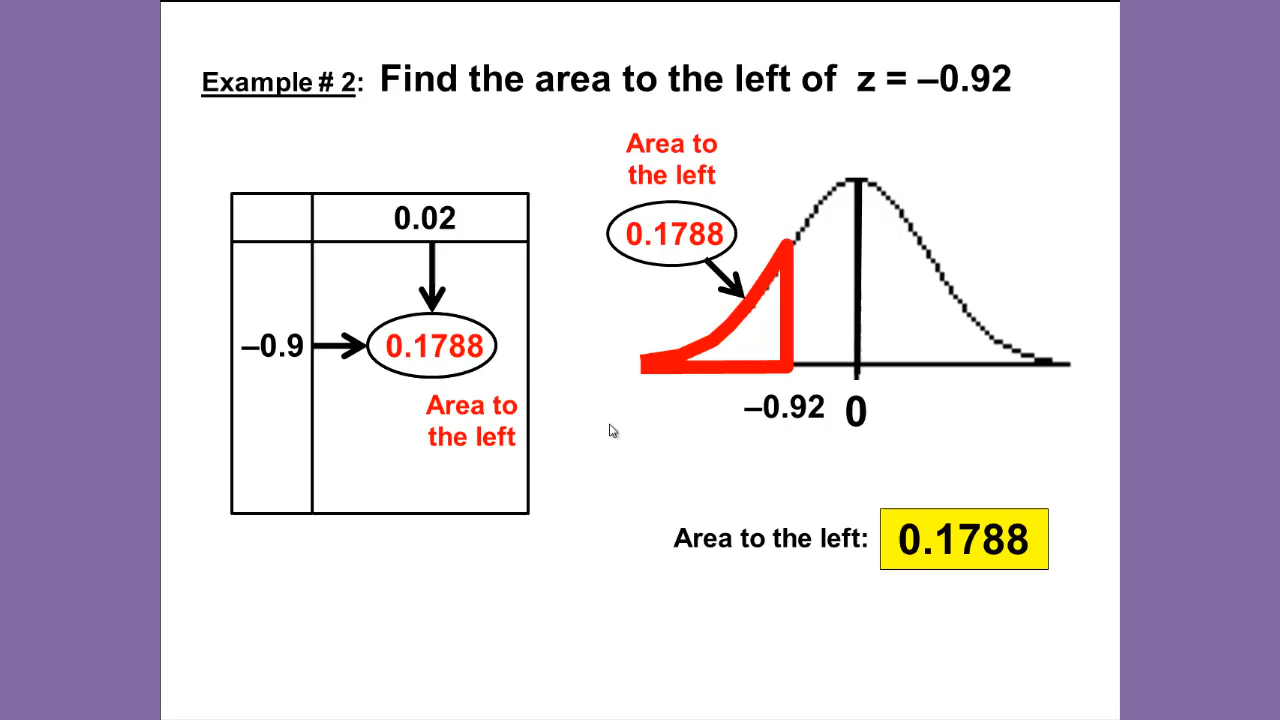 Example # 2: Find the area to the left of z = –0.92
Area to
the left
0.1788
0.02
–0.9
0.1788
Area to
the left
–0.92
0
Area to the left: 0.1788